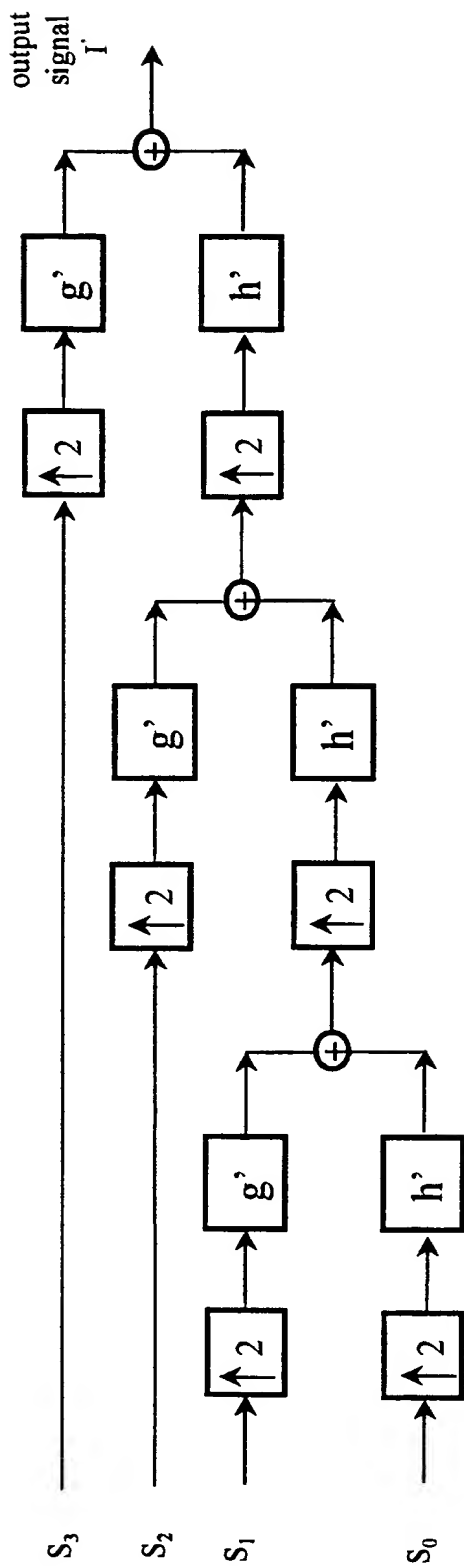 output
signal
I'
S₃
↑2
g'
S₂
↑2
g'
+
S₁
↑2
g'
+
↑2
h'
+
↑2
h'
S₀
↑2
h'